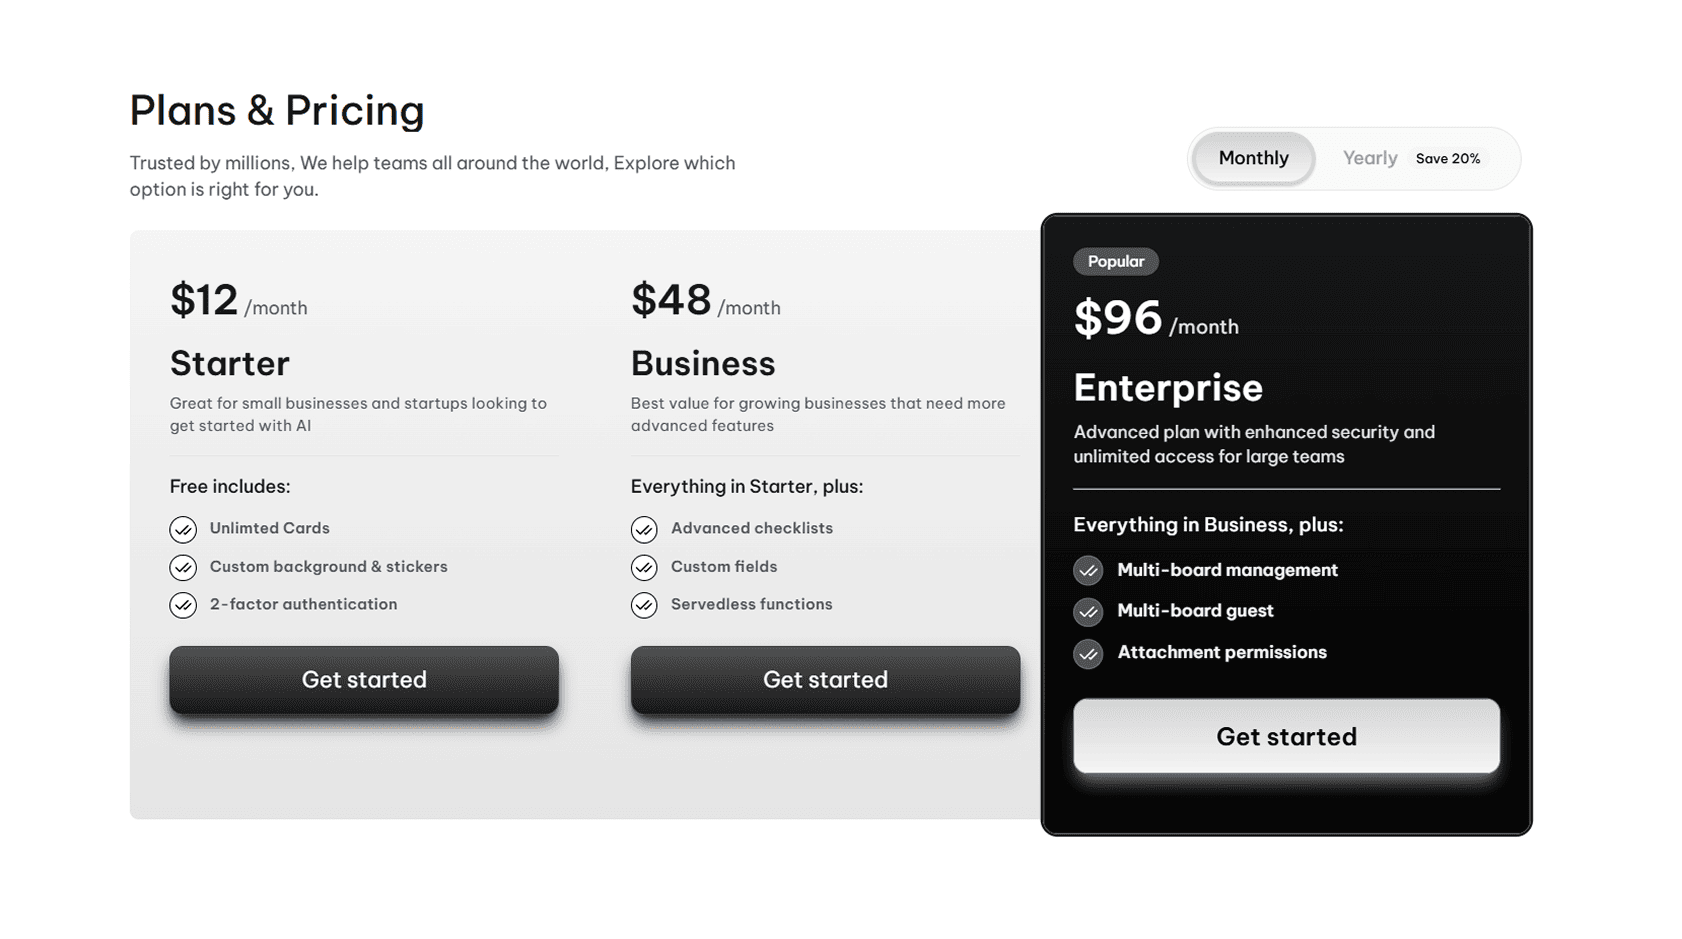 Plans & Pricing
Trusted by millions, We help teams all around the world, Explore which
option is right for you.
Monthly
Yearly Save 20%
$12 /month
Starter
Great for small businesses and startups looking to
get started with AI
Free includes:
Unlimted Cards
Custom background & stickers
2-factor authentication
Get started
$48 /month
Business
Best value for growing businesses that need more
advanced features
Everything in Starter, plus:
Advanced checklists
Custom fields
Servedless functions
Get started
Popular
$96 /month
Enterprise
Advanced plan with enhanced security and
unlimited access for large teams
Everything in Business, plus:
Multi-board management
Multi-board guest
Attachment permissions
Get started